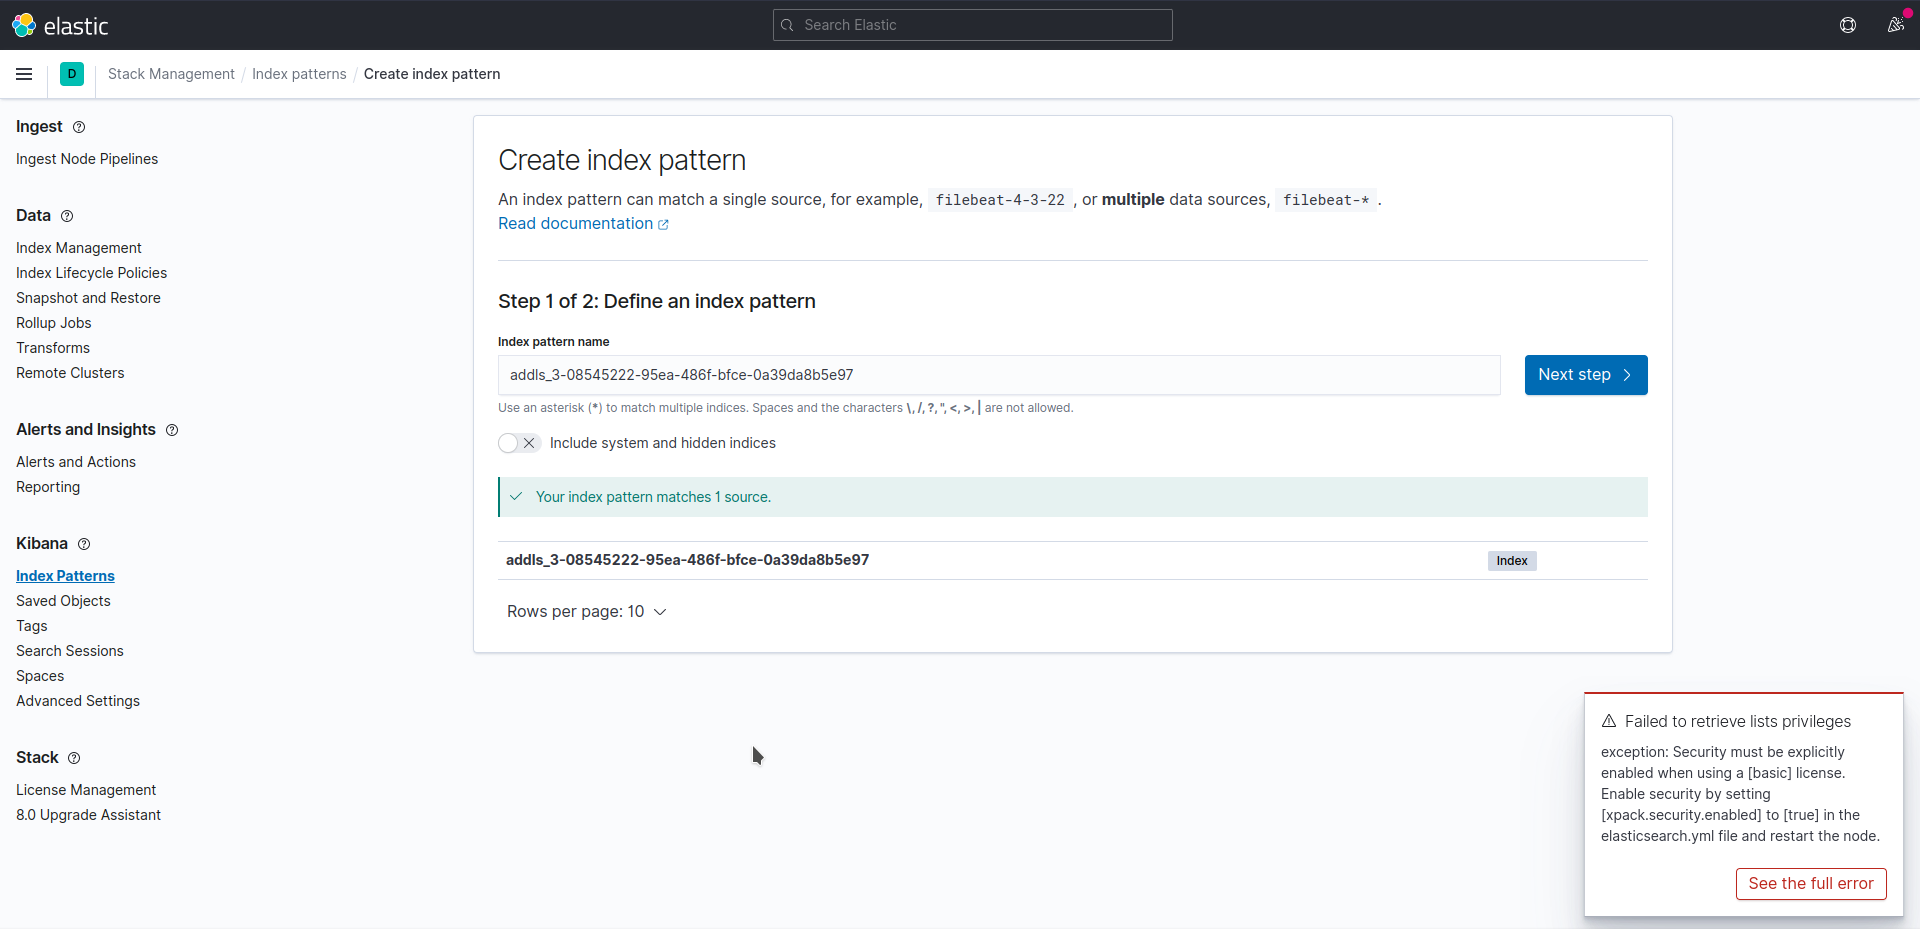 elastic
Search Elastic
D
Stack Management / Index patterns / Create index pattern
Ingest
Ingest Node Pipelines
Data
Index Management
Index Lifecycle Policies
Snapshot and Restore
Rollup Jobs
Transforms
Remote Clusters
Alerts and Insights
Alerts and Actions
Reporting
Kibana
Index Patterns
Saved Objects
Tags
Search Sessions
Spaces
Advanced Settings
Stack
License Management
8.0 Upgrade Assistant
Create index pattern
An index pattern can match a single source, for example, filebeat-4-3-22 , or multiple data sources, filebeat-* .
Read documentation
Step 1 of 2: Define an index pattern
Index pattern name
addls_3-08545222-95ea-486f-bfce-0a39da8b5e97
Next step
Use an asterisk (*) to match multiple indices. Spaces and the characters \, /, ?, ", <, >, | are not allowed.
Include system and hidden indices
Your index pattern matches 1 source.
addls_3-08545222-95ea-486f-bfce-0a39da8b5e97 Index
Rows per page: 10
Failed to retrieve lists privileges
exception: Security must be explicitly
enabled when using a [basic] license.
Enable security by setting
[xpack.security.enabled] to [true] in the
elasticsearch.yml file and restart the node.
See the full error